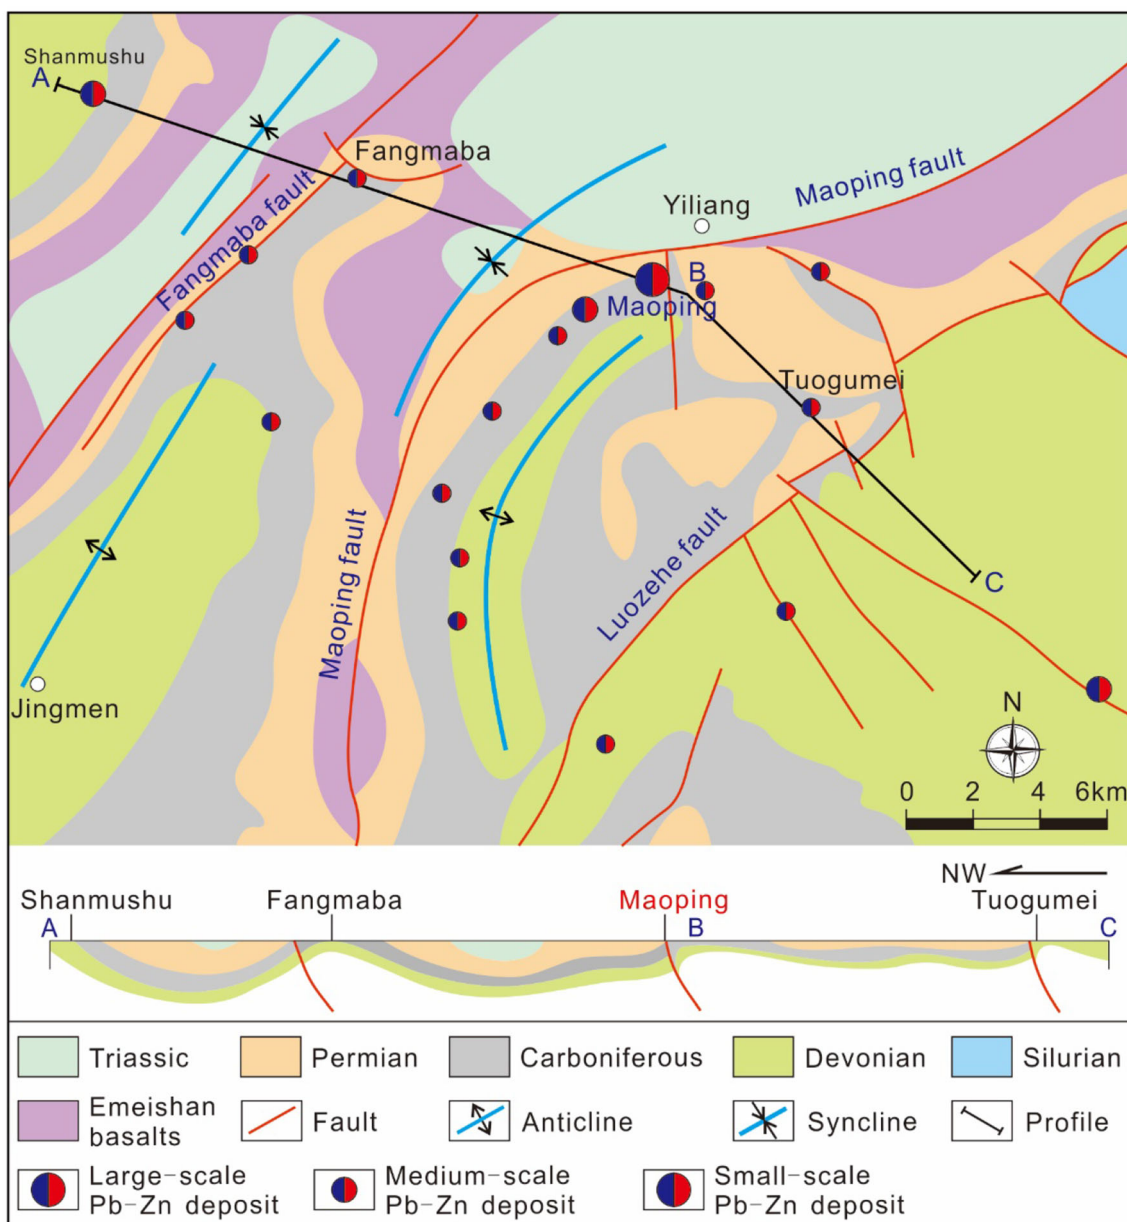 Shanmushu
A
Fangmaba
Maoping fault
Yiliang
Fangmaba fault
B
Maoping
Tuogumei
Maoping fault
Luozehe fault
C
Jingmen
N
0 2 4 6km
NW
Shanmushu Fangmaba Maoping Tuogumei
A B C
Triassic Permian Carboniferous Devonian Silurian
Emeishan basalts
Fault Anticline Syncline Profile
Large-scale Pb-Zn deposit
Medium-scale Pb-Zn deposit
Small-scale Pb-Zn deposit